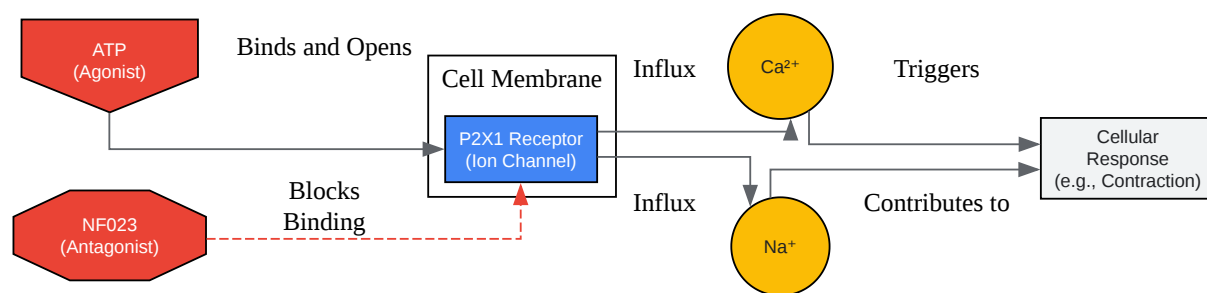 ATP
(Agonist)
Binds and Opens
Cell Membrane
P2X1 Receptor
(Ion Channel)
Influx
Ca²⁺
Triggers
Cellular
Response
(e.g., Contraction)
NF023
(Antagonist)
Blocks
Binding
Influx
Na⁺
Contributes to